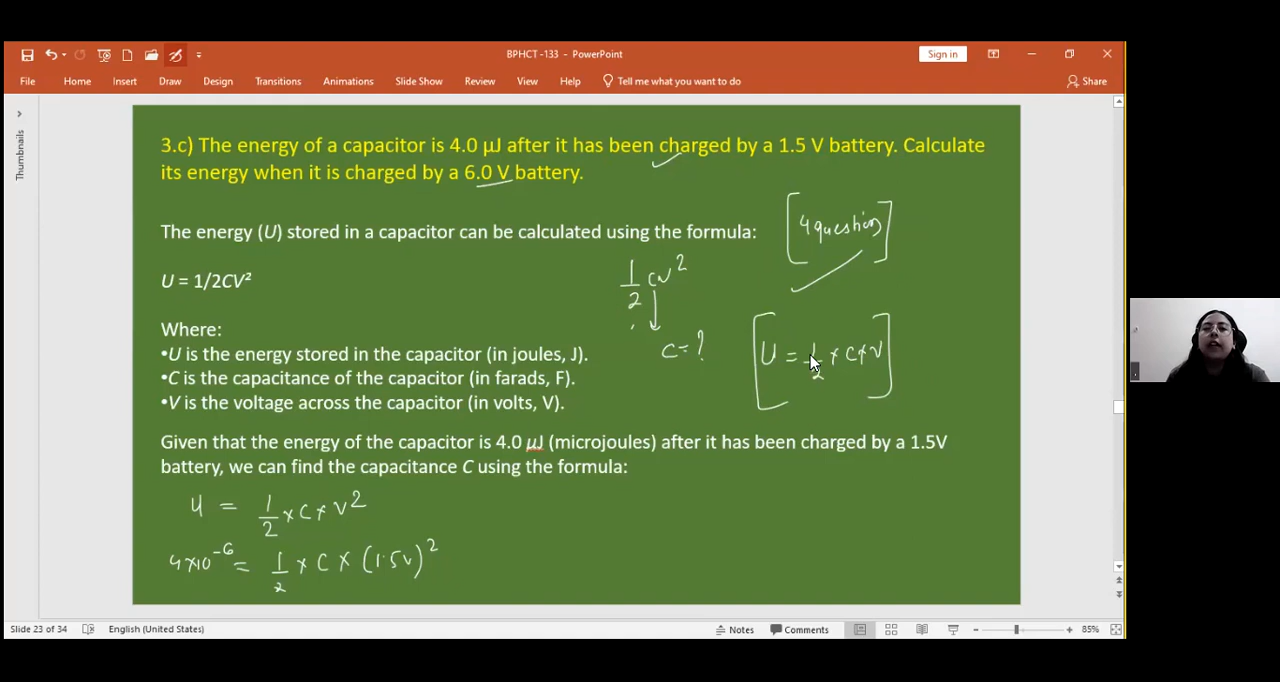 BPHCT -133 - PowerPoint
Sign in
File Home Insert Draw Design Transitions Animations Slide Show Review View Help Tell me what you want to do Share
Thumbnails
3.c) The energy of a capacitor is 4.0 μJ after it has been charged by a 1.5 V battery. Calculate
its energy when it is charged by a 6.0 V battery.
[4 question]
The energy (U) stored in a capacitor can be calculated using the formula:
1/2 CV²
U = 1/2CV²
C = ?
[U = 1/2 × C × V]
Where:
•U is the energy stored in the capacitor (in joules, J).
•C is the capacitance of the capacitor (in farads, F).
•V is the voltage across the capacitor (in volts, V).
Given that the energy of the capacitor is 4.0 μJ (microjoules) after it has been charged by a 1.5V
battery, we can find the capacitance C using the formula:
U = 1/2 × C × V²
4×10⁻⁶ = 1/2 × C × (1.5V)²
Slide 23 of 34 English (United States) Notes Comments 85%